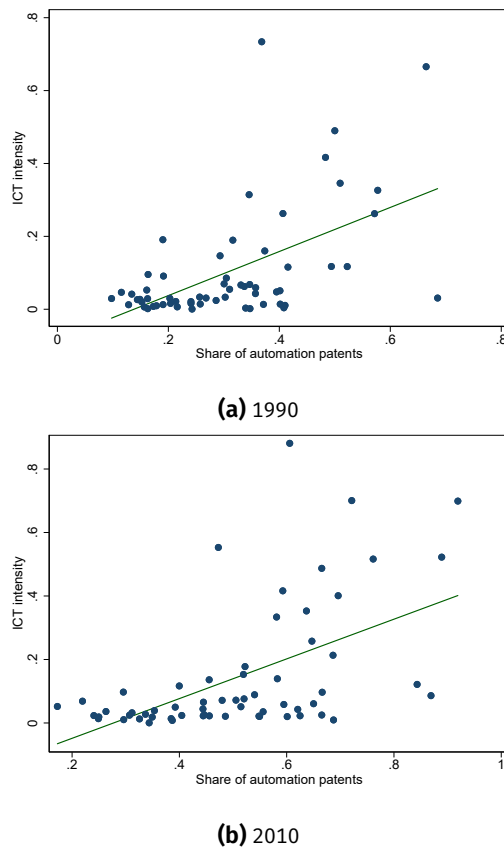 .8
.6
.4
.2
0
ICT intensity
0 .2 .4 .6 .8
Share of automation patents
(a) 1990
.8
.6
.4
.2
0
ICT intensity
.2 .4 .6 .8 1
Share of automation patents
(b) 2010